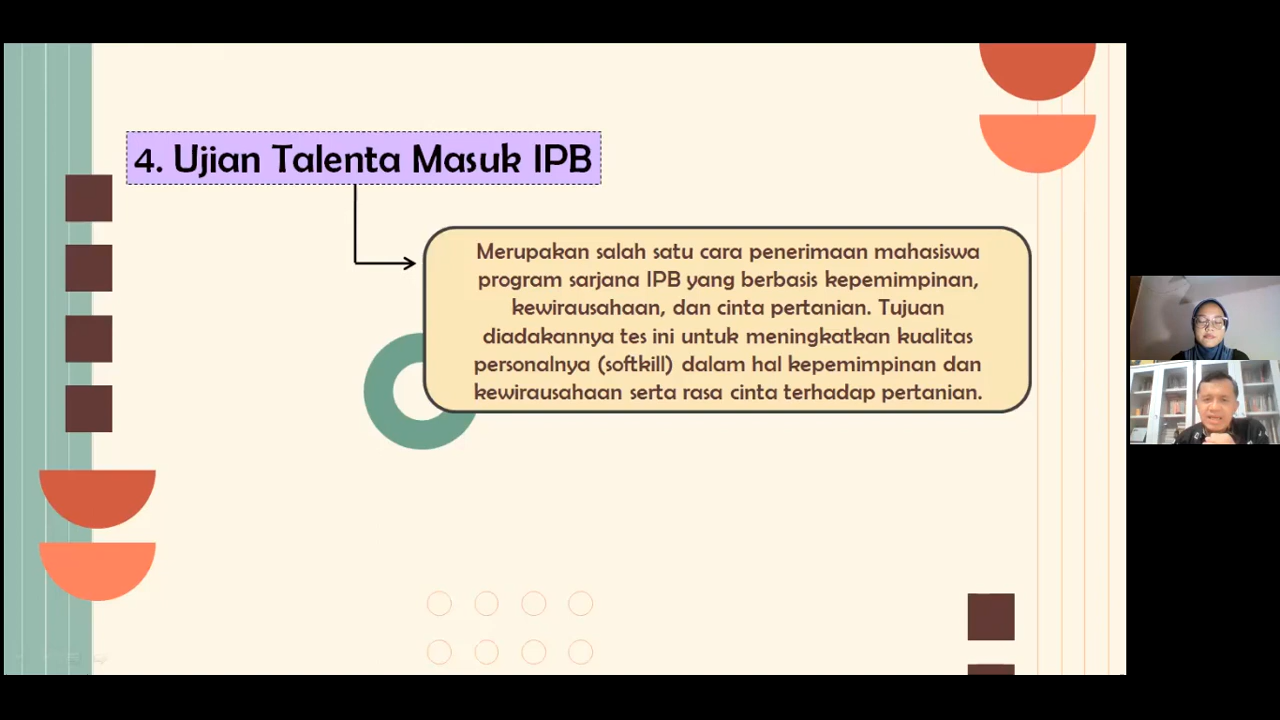 4. Ujian Talenta Masuk IPB
Merupakan salah satu cara penerimaan mahasiswa
program sarjana IPB yang berbasis kepemimpinan,
kewirausahaan, dan cinta pertanian. Tujuan
diadakannya tes ini untuk meningkatkan kualitas
personalnya (softkill) dalam hal kepemimpinan dan
kewirausahaan serta rasa cinta terhadap pertanian.